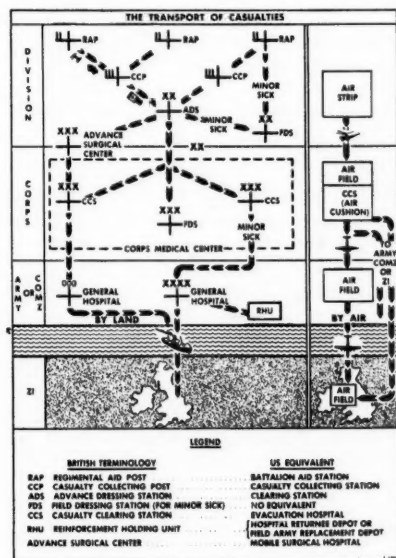 THE TRANSPORT OF CASUALTIES
DIVISION
RAP
RAP
RAP
CCP
CCP
XX
ADS
MINOR
SICK
MINOR
SICK
XX
FDS
XXX
ADVANCE
SURGICAL
CENTER
XX
CORPS
XXX
CCS
XXX
FDS
XXX
CCS
MINOR
SICK
CORPS MEDICAL CENTER
ARMY OR COMZ
OOO
GENERAL
HOSPITAL
XXXX
GENERAL
HOSPITAL
RHU
BY LAND
ZI
AIR
STRIP
AIR
FIELD
CCS
(AIR
CUSHION)
TO
ARMY
COMZ
OR
ZI
AIR
FIELD
BY AIR
AIR
FIELD
LEGEND
BRITISH TERMINOLOGY US EQUIVALENT
RAP REGIMENTAL AID POST BATTALION AID STATION
CCP CASUALTY COLLECTING POST CASUALTY COLLECTING STATION
ADS ADVANCE DRESSING STATION CLEARING STATION
FDS FIELD DRESSING STATION (FOR MINOR SICK) NO EQUIVALENT
CCS CASUALTY CLEARING STATION EVACUATION HOSPITAL
RHU REINFORCEMENT HOLDING UNIT HOSPITAL RETURNEE DEPOT OR
FIELD ARMY REPLACEMENT DEPOT
ADVANCE SURGICAL CENTER MOBILE SURGICAL HOSPITAL